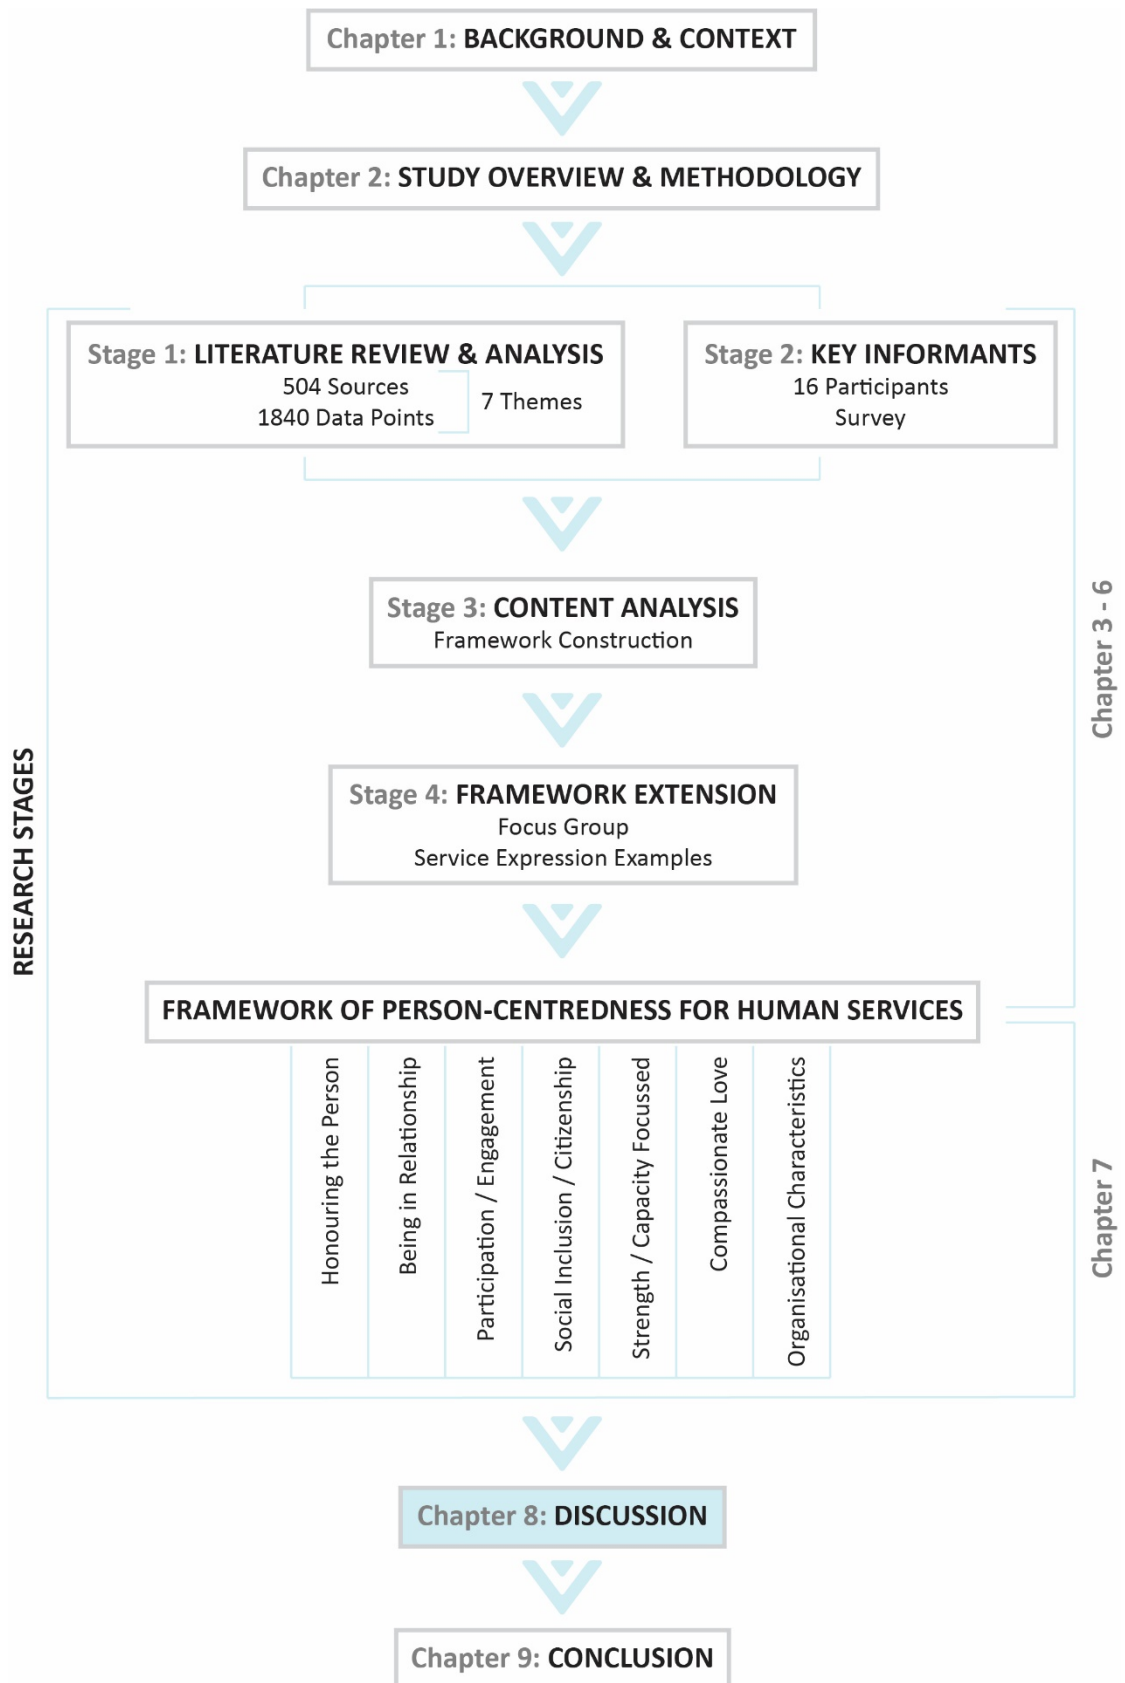 Chapter 1: BACKGROUND & CONTEXT
Chapter 2: STUDY OVERVIEW & METHODOLOGY
Stage 1: LITERATURE REVIEW & ANALYSIS
504 Sources
1840 Data Points
7 Themes
Stage 2: KEY INFORMANTS
16 Participants
Survey
Stage 3: CONTENT ANALYSIS
Framework Construction
Stage 4: FRAMEWORK EXTENSION
Focus Group
Service Expression Examples
RESEARCH STAGES
Chapter 3 - 6
FRAMEWORK OF PERSON-CENTREDNESS FOR HUMAN SERVICES
Honouring the Person
Being in Relationship
Participation / Engagement
Social Inclusion / Citizenship
Strength / Capacity Focussed
Compassionate Love
Organisational Characteristics
Chapter 7
Chapter 8: DISCUSSION
Chapter 9: CONCLUSION